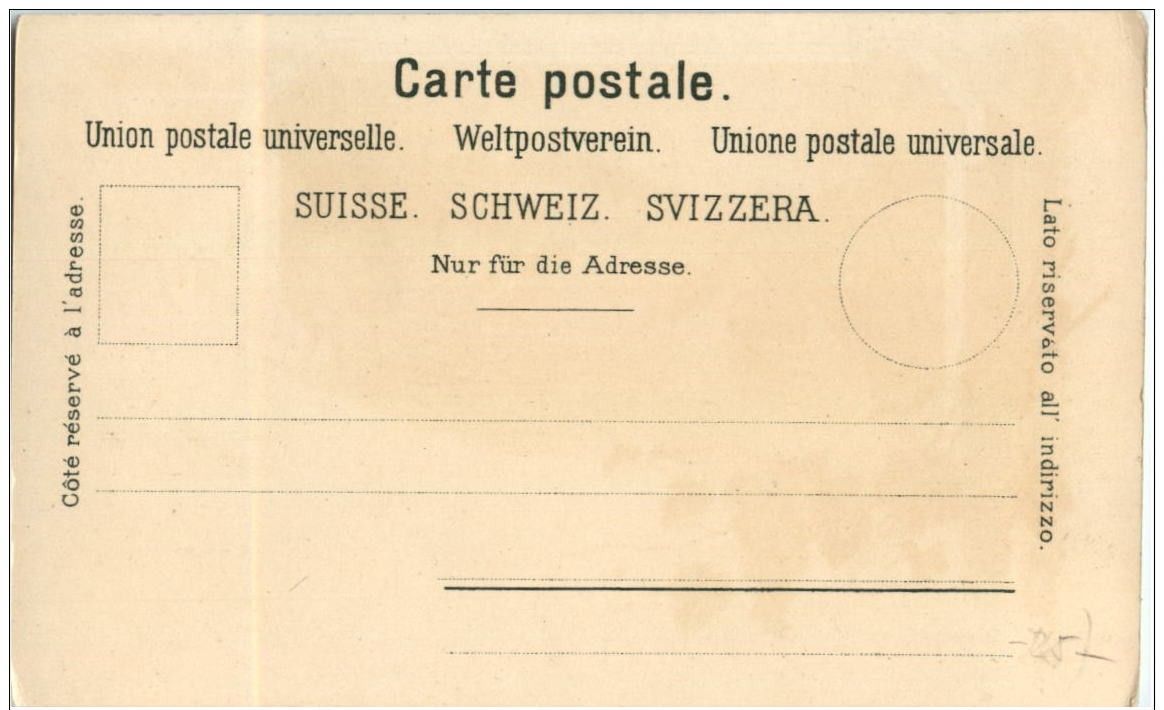 Carte postale.
Union postale universelle. Weltpostverein. Unione postale universale.
SUISSE. SCHWEIZ. SVIZZERA.
Nur für die Adresse.
Côté réservé à l'adresse.
Lato riservato all' indirizzo.